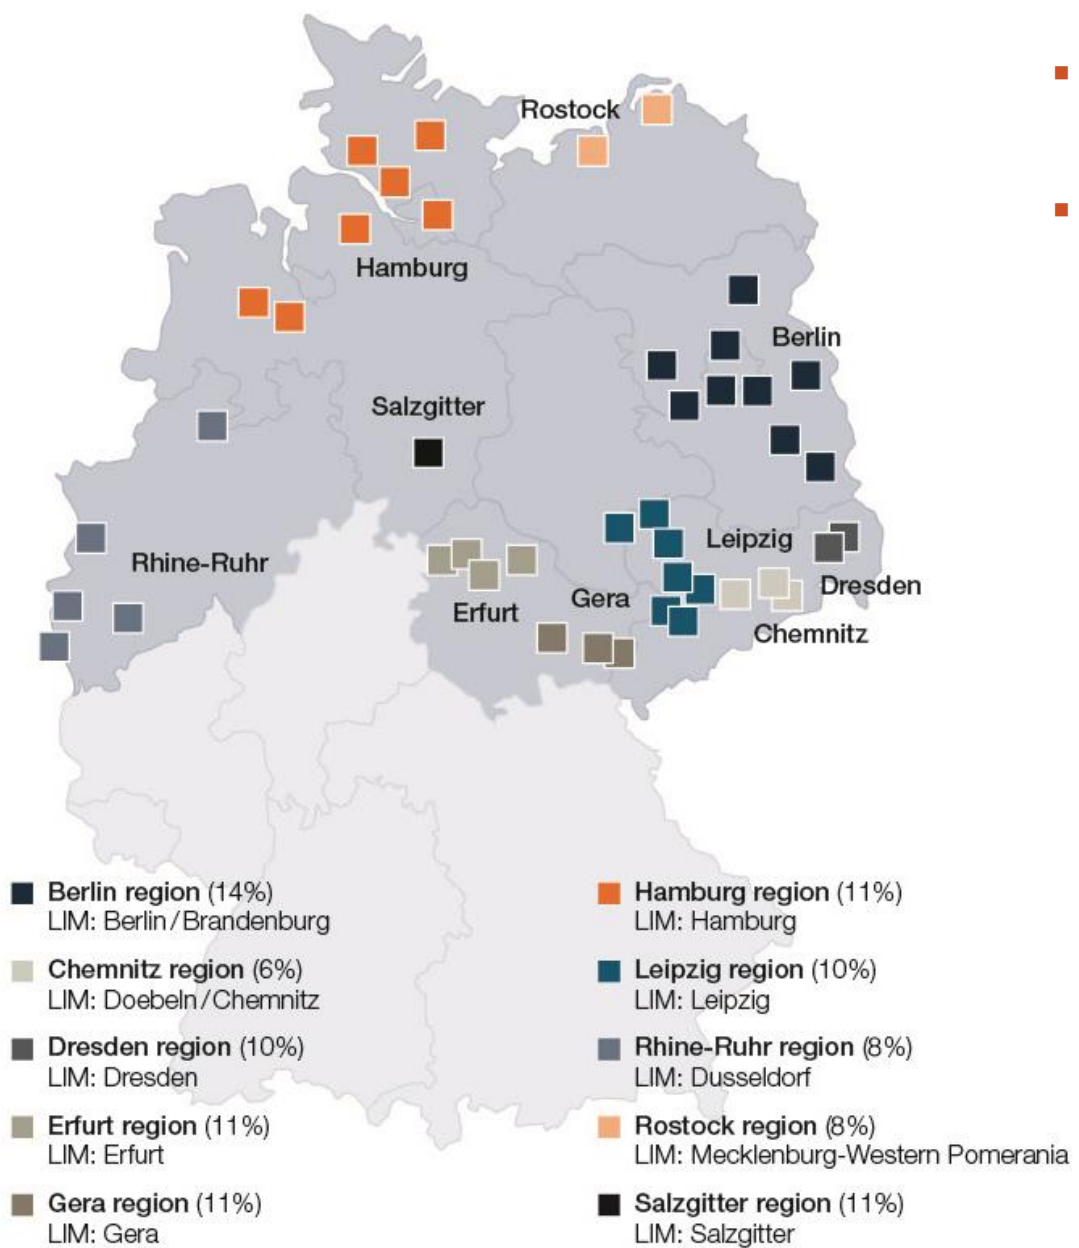 Rostock
Hamburg
Berlin
Salzgitter
Leipzig
Rhine-Ruhr
Dresden
Gera
Erfurt
Chemnitz
Berlin region (14%)
LIM: Berlin/Brandenburg
Chemnitz region (6%)
LIM: Doebeln/Chemnitz
Dresden region (10%)
LIM: Dresden
Erfurt region (11%)
LIM: Erfurt
Gera region (11%)
LIM: Gera
Hamburg region (11%)
LIM: Hamburg
Leipzig region (10%)
LIM: Leipzig
Rhine-Ruhr region (8%)
LIM: Dusseldorf
Rostock region (8%)
LIM: Mecklenburg-Western Pomerania
Salzgitter region (11%)
LIM: Salzgitter